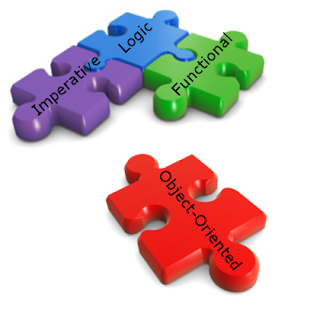 Imperative
Logic
Functional
Object-Oriented